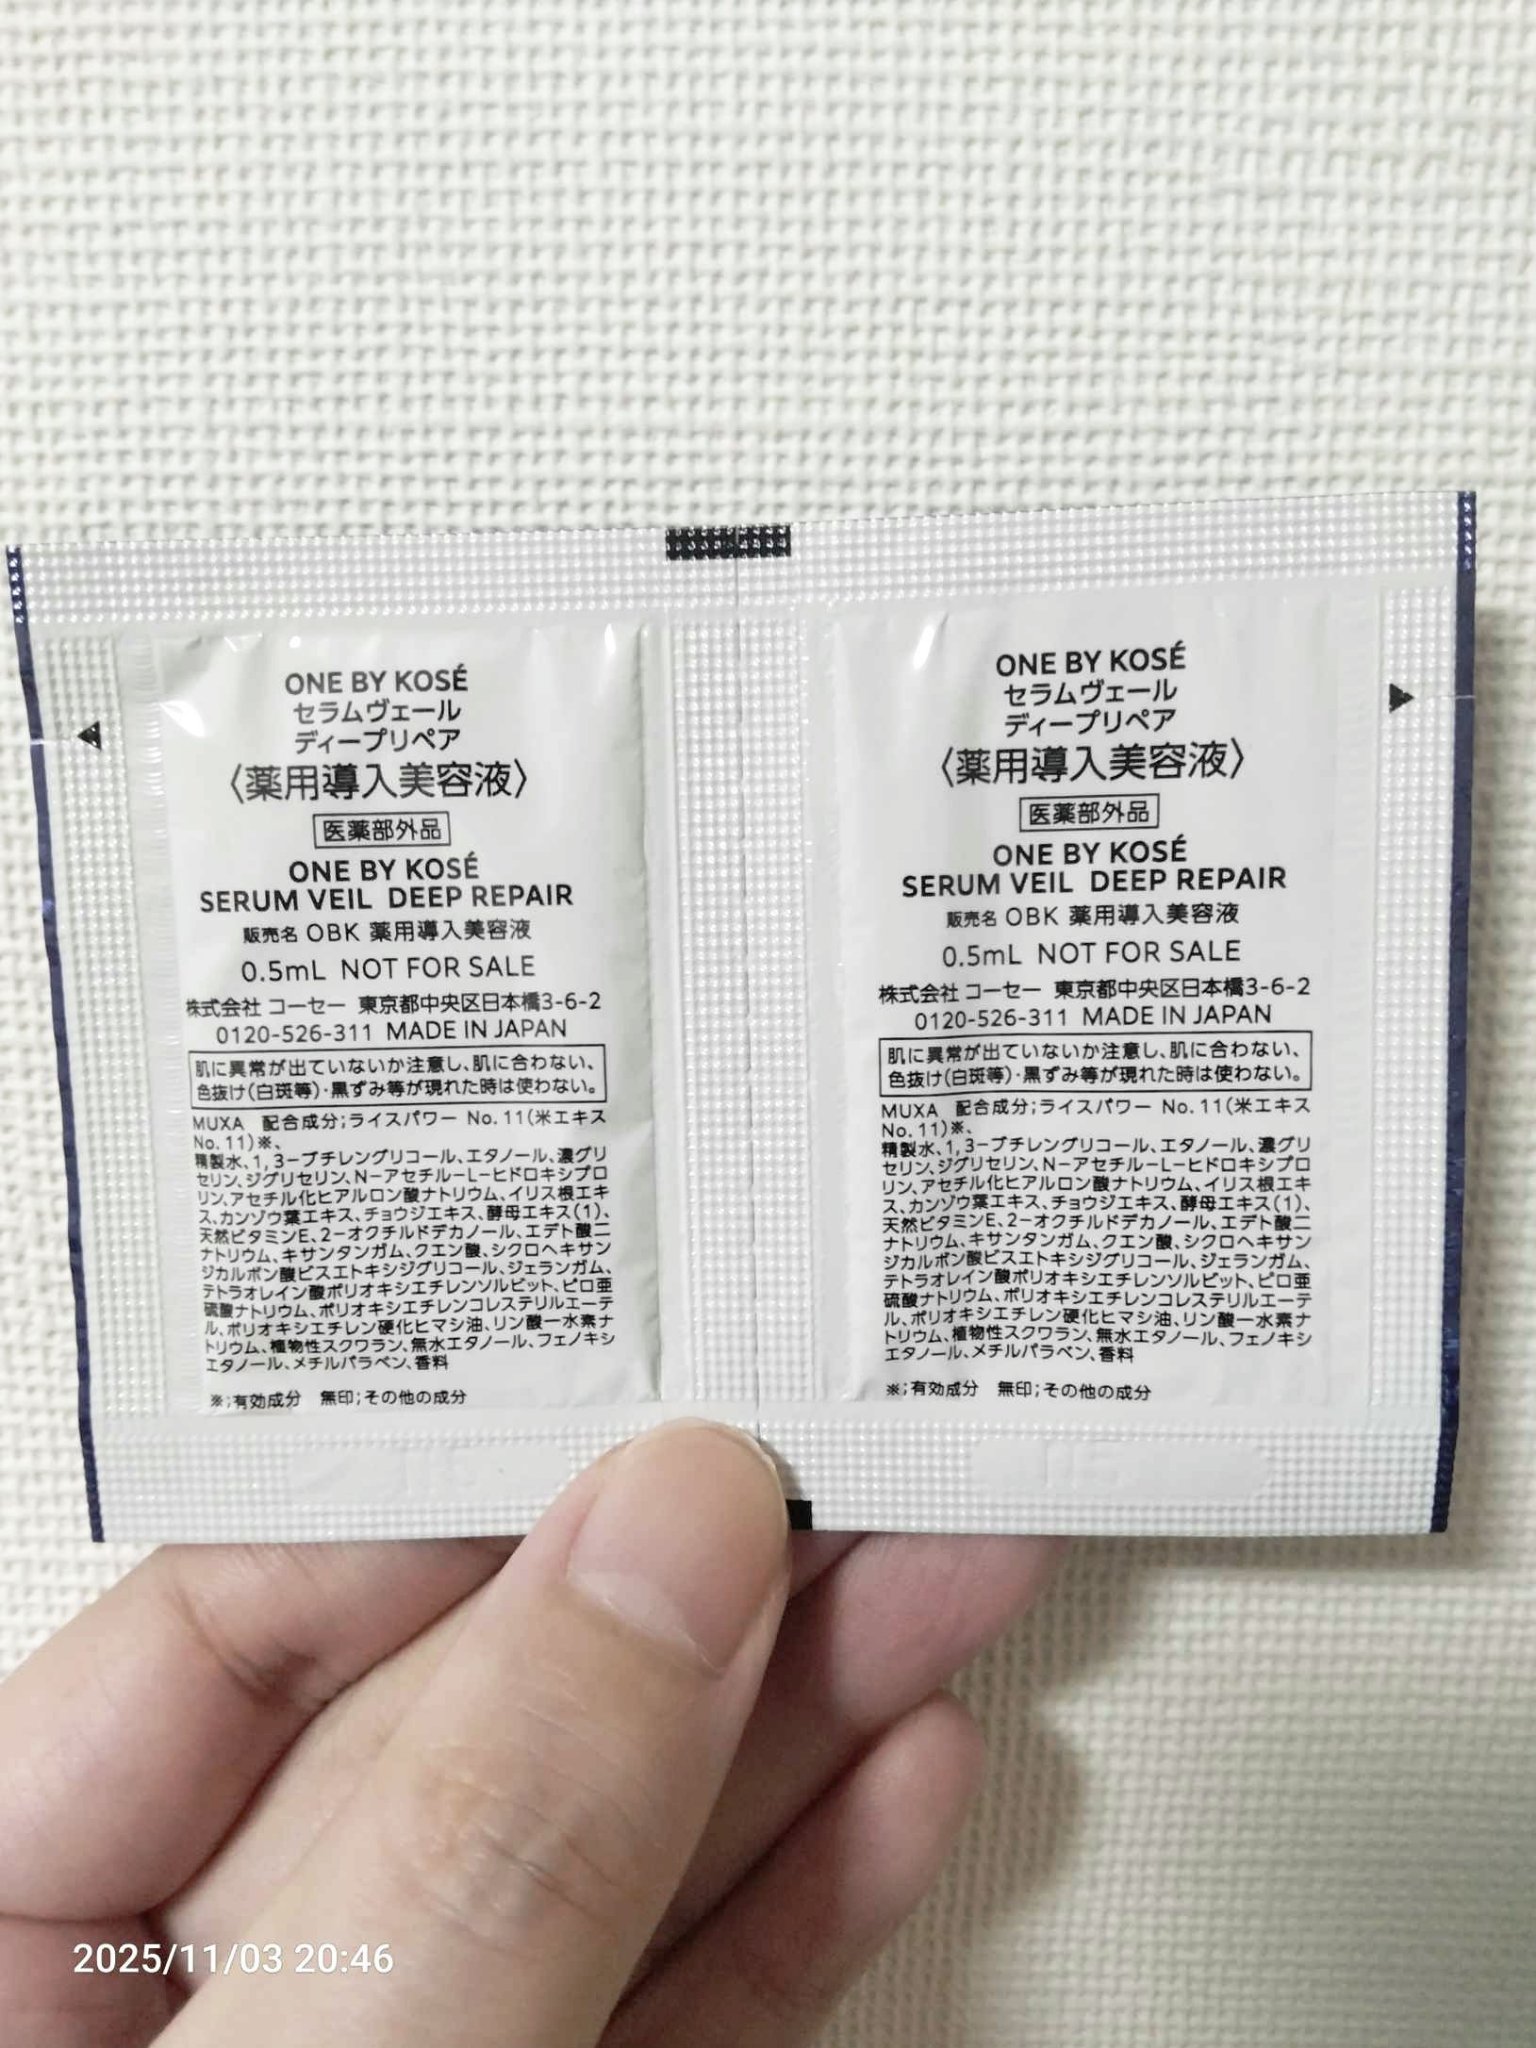 ONE BY KOSÉ
セラムヴェール
ディープリペア
〈薬用導入美容液〉
医薬部外品
ONE BY KOSÉ
SERUM VEIL DEEP REPAIR
販売名 OBK 薬用導入美容液
0.5mL NOT FOR SALE
株式会社 コーセー 東京都中央区日本橋3-6-2
0120-526-311 MADE IN JAPAN
肌に異常が出ていないか注意し、肌に合わない、
色抜け(白斑等)・黒ずみ等が現れた時は使わない。
MUXA 配合成分;ライスパワー No.11(米エキス
No.11)※、
精製水、1,3-ブチレングリコール、エタノール、濃グリ
セリン、ジグリセリン、N-アセチル-L-ヒドロキシプロ
リン、アセチル化ヒアルロン酸ナトリウム、イリス根エキ
ス、カンゾウ葉エキス、チョウジエキス、酵母エキス(1)、
天然ビタミンE、2-オクチルドデカノール、エデト酸二
ナトリウム、キサンタンガム、クエン酸、シクロヘキサン
ジカルボン酸ビスエトキシジグリコール、ジェランガム、
テトラオレイン酸ポリオキシエチレンソルビット、ピロ亜
硫酸ナトリウム、ポリオキシエチレンコレステリルエーテ
ル、ポリオキシエチレン硬化ヒマシ油、リン酸一水素ナ
トリウム、植物性スクワラン、無水エタノール、フェノキシ
エタノール、メチルパラベン、香料
※;有効成分 無印;その他の成分
ONE BY KOSÉ
セラムヴェール
ディープリペア
〈薬用導入美容液〉
医薬部外品
ONE BY KOSÉ
SERUM VEIL DEEP REPAIR
販売名 OBK 薬用導入美容液
0.5mL NOT FOR SALE
株式会社 コーセー 東京都中央区日本橋3-6-2
0120-526-311 MADE IN JAPAN
肌に異常が出ていないか注意し、肌に合わない、
色抜け(白斑等)・黒ずみ等が現れた時は使わない。
MUXA 配合成分;ライスパワー No.11(米エキス
No.11)※、
精製水、1,3-ブチレングリコール、エタノール、濃グリ
セリン、ジグリセリン、N-アセチル-L-ヒドロキシプロ
リン、アセチル化ヒアルロン酸ナトリウム、イリス根エキ
ス、カンゾウ葉エキス、チョウジエキス、酵母エキス(1)、
天然ビタミンE、2-オクチルドデカノール、エデト酸二
ナトリウム、キサンタンガム、クエン酸、シクロヘキサン
ジカルボン酸ビスエトキシジグリコール、ジェランガム、
テトラオレイン酸ポリオキシエチレンソルビット、ピロ亜
硫酸ナトリウム、ポリオキシエチレンコレステリルエーテ
ル、ポリオキシエチレン硬化ヒマシ油、リン酸一水素ナ
トリウム、植物性スクワラン、無水エタノール、フェノキシ
エタノール、メチルパラベン、香料
※;有効成分 無印;その他の成分
2025/11/03 20:46